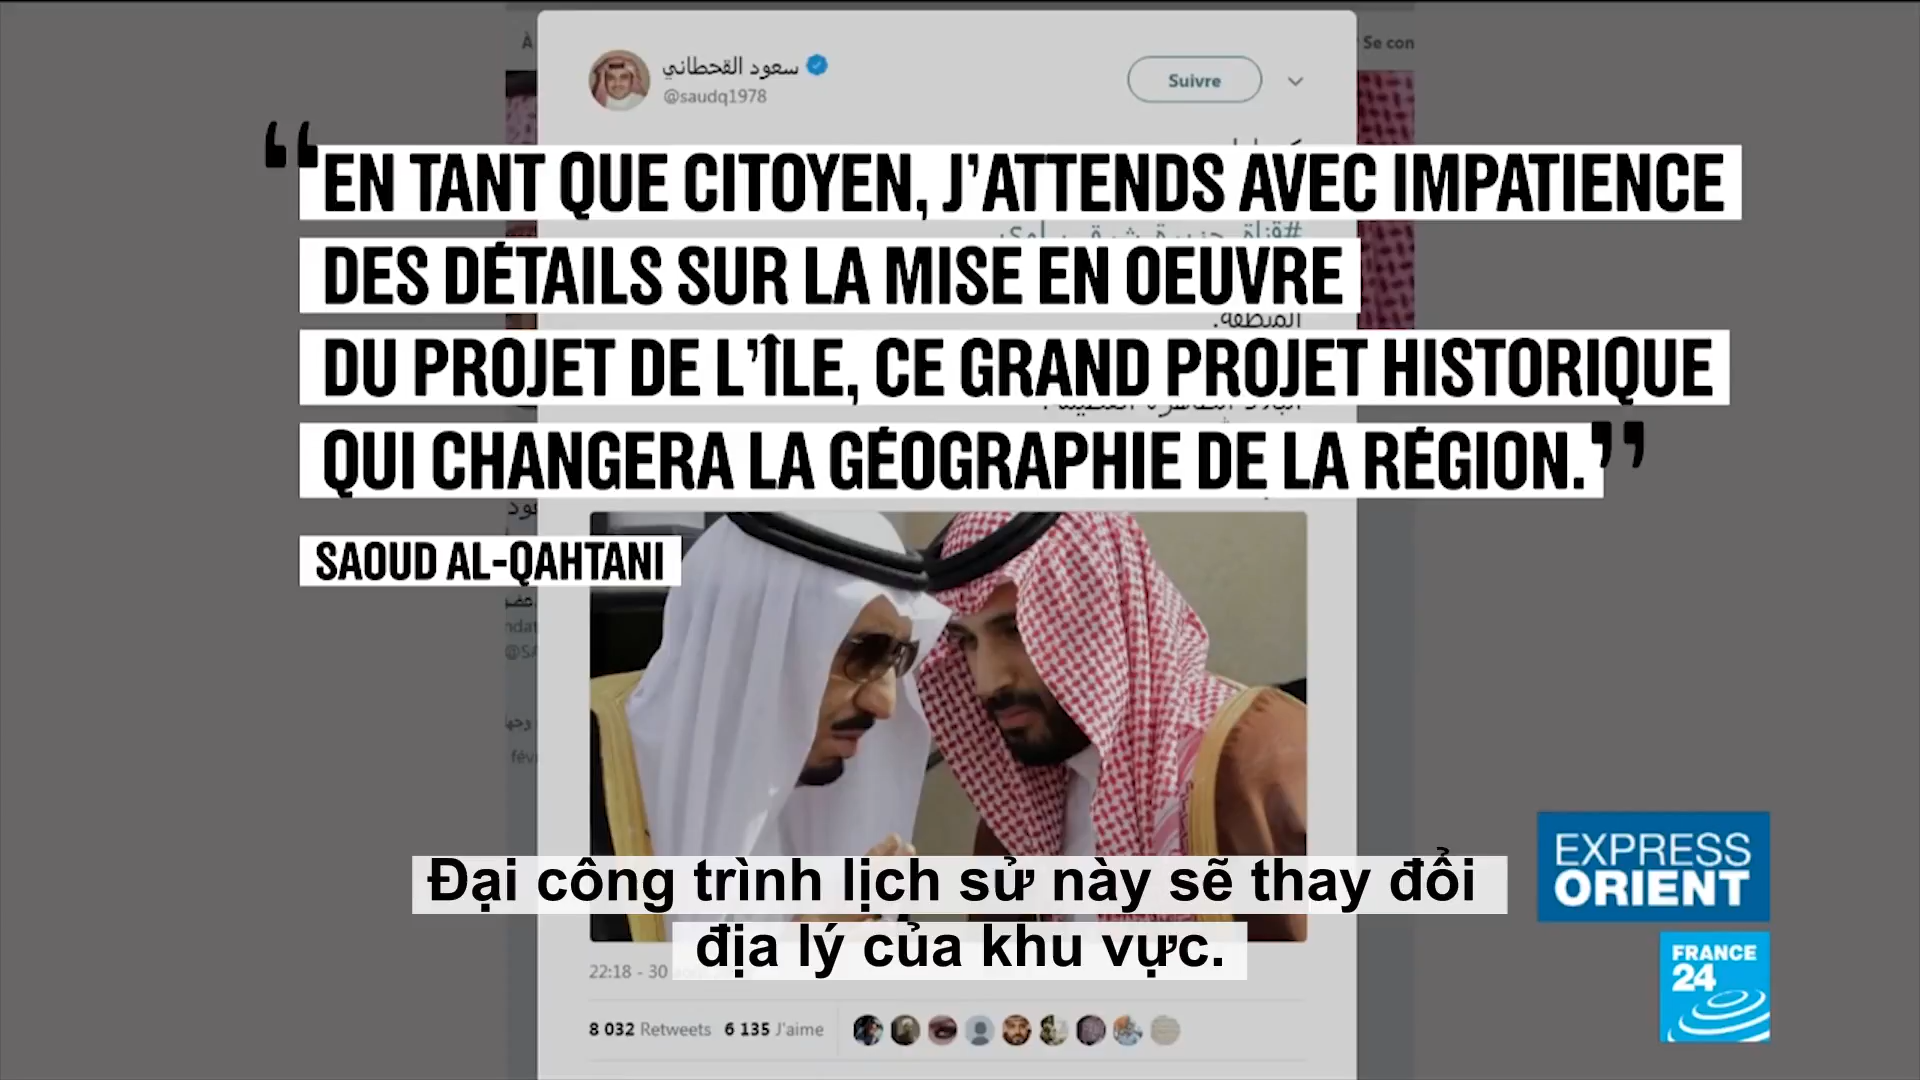 À
Se con
سعود القحطاني
@saudq1978
Suivre
“EN TANT QUE CITOYEN, J’ATTENDS AVEC IMPATIENCE
DES DÉTAILS SUR LA MISE EN OEUVRE
المنطقة.
DU PROJET DE L’ÎLE, CE GRAND PROJET HISTORIQUE
QUI CHANGERA LA GÉOGRAPHIE DE LA RÉGION.”
SAOUD AL-QAHTANI
Đại công trình lịch sử này sẽ thay đổi
địa lý của khu vực.
EXPRESS
ORIENT
FRANCE
24
22:18 - 30
8 032 Retweets 6 135 J'aime